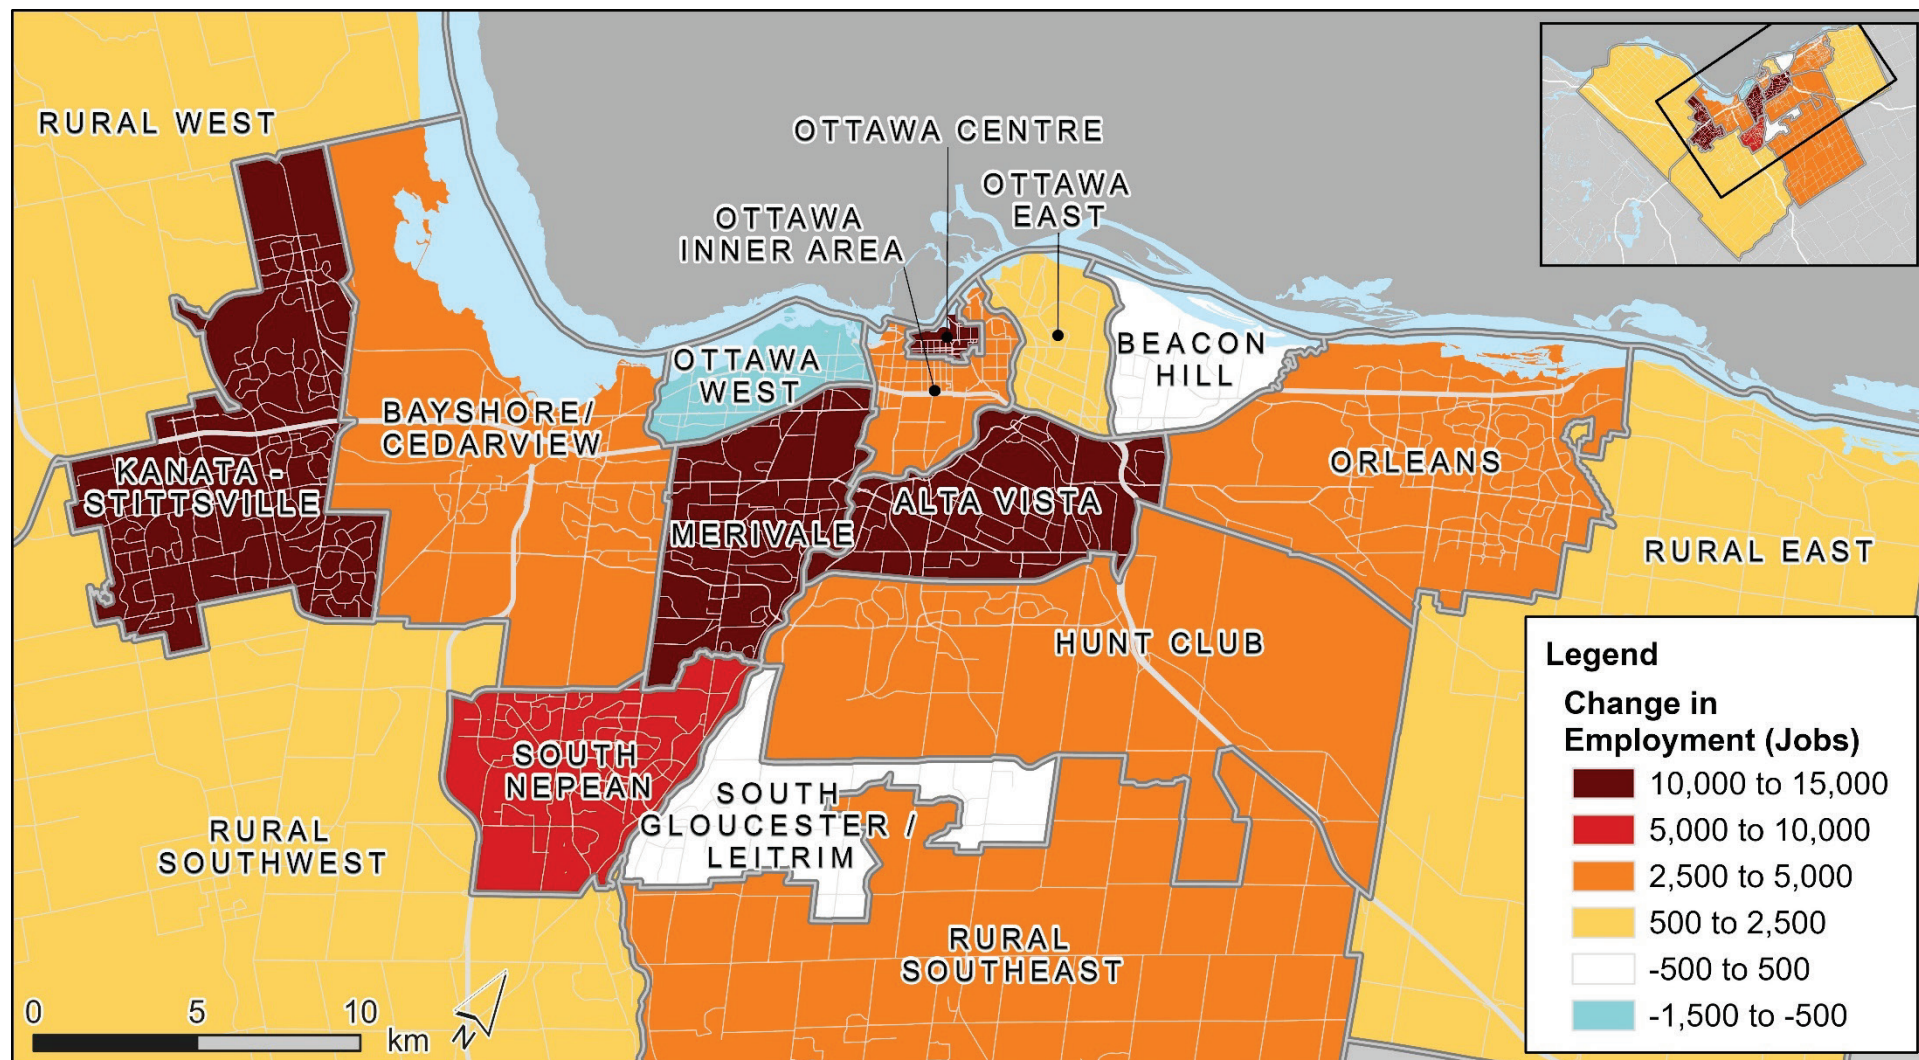 RURAL WEST
OTTAWA CENTRE
OTTAWA
EAST
OTTAWA
INNER AREA
OTTAWA
WEST
BEACON
HILL
BAYSHORE/
CEDARVIEW
KANATA -
STITTSVILLE
MERIVALE
ALTA VISTA
ORLEANS
RURAL EAST
HUNT CLUB
SOUTH
NEPEAN
SOUTH
GLOUCESTER /
LEITRIM
RURAL
SOUTHWEST
RURAL
SOUTHEAST
0 5 10
km
N
Legend
Change in
Employment (Jobs)
10,000 to 15,000
5,000 to 10,000
2,500 to 5,000
500 to 2,500
-500 to 500
-1,500 to -500